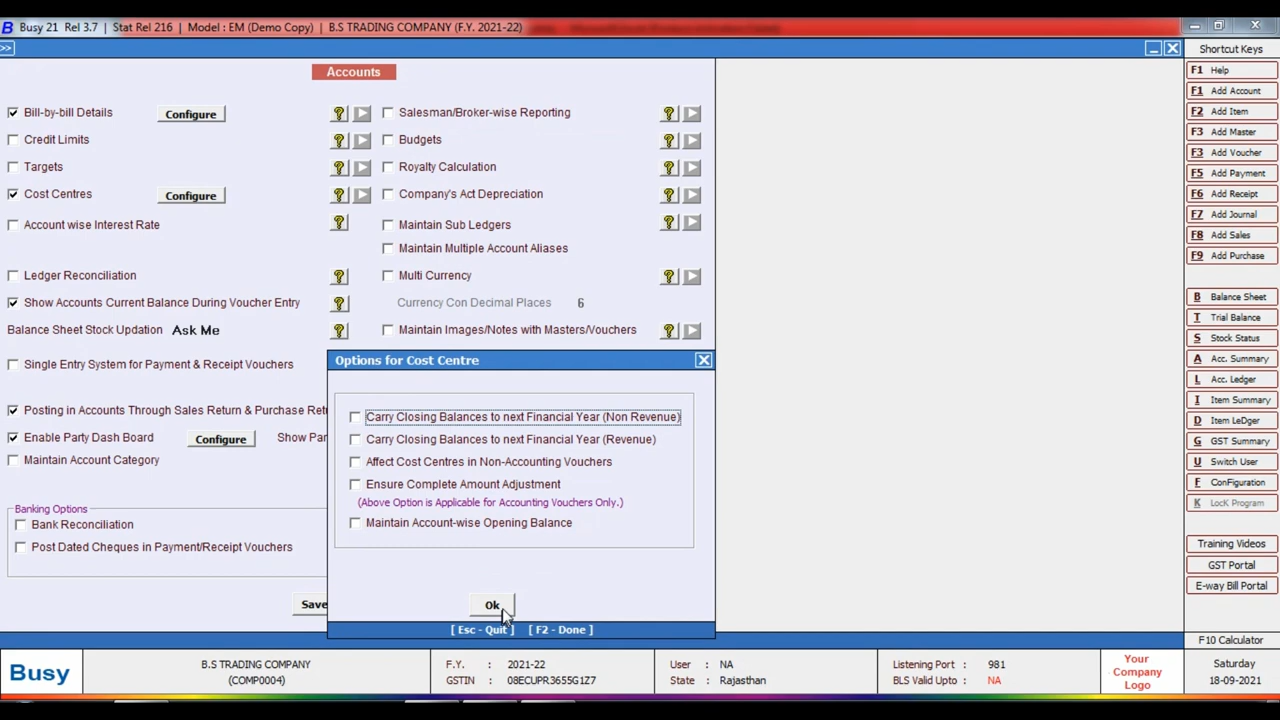 B Busy 21 Rel 3.7 Stat Rel 216 Model : EM (Demo Copy) B.S TRADING COMPANY (F.Y. 2021-22)
>>
Shortcut Keys
Accounts
Bill-by-bill Details Configure ? Salesman/Broker-wise Reporting ?
Credit Limits ? Budgets ?
Targets ? Royalty Calculation ?
Cost Centres Configure ? Company's Act Depreciation ?
Account wise Interest Rate ? Maintain Sub Ledgers ?
Maintain Multiple Account Aliases
Ledger Reconciliation ? Multi Currency ?
Show Accounts Current Balance During Voucher Entry ? Currency Con Decimal Places 6
Balance Sheet Stock Updation Ask Me ? Maintain Images/Notes with Masters/Vouchers ?
Single Entry System for Payment & Receipt Vouchers
Posting in Accounts Through Sales Return & Purchase Ret
Enable Party Dash Board Configure Show Par
Maintain Account Category
Banking Options
Bank Reconciliation
Post Dated Cheques in Payment/Receipt Vouchers
Save
Options for Cost Centre
Carry Closing Balances to next Financial Year (Non Revenue)
Carry Closing Balances to next Financial Year (Revenue)
Affect Cost Centres in Non-Accounting Vouchers
Ensure Complete Amount Adjustment
(Above Option is Applicable for Accounting Vouchers Only.)
Maintain Account-wise Opening Balance
Ok
[ Esc - Quit ] [ F2 - Done ]
F1 Help
F1 Add Account
F2 Add Item
F3 Add Master
F3 Add Voucher
F5 Add Payment
F6 Add Receipt
F7 Add Journal
F8 Add Sales
F9 Add Purchase
B Balance Sheet
T Trial Balance
S Stock Status
A Acc. Summary
L Acc. Ledger
I Item Summary
D Item LeDger
G GST Summary
U Switch User
F ConFiguration
K LocK Program
Training Videos
GST Portal
E-way Bill Portal
F10 Calculator
Busy
B.S TRADING COMPANY
(COMP0004)
F.Y. : 2021-22
GSTIN : 08ECUPR3655G1Z7
User : NA
State : Rajasthan
Listening Port : 981
BLS Valid Upto : NA
Your
Company
Logo
Saturday
18-09-2021